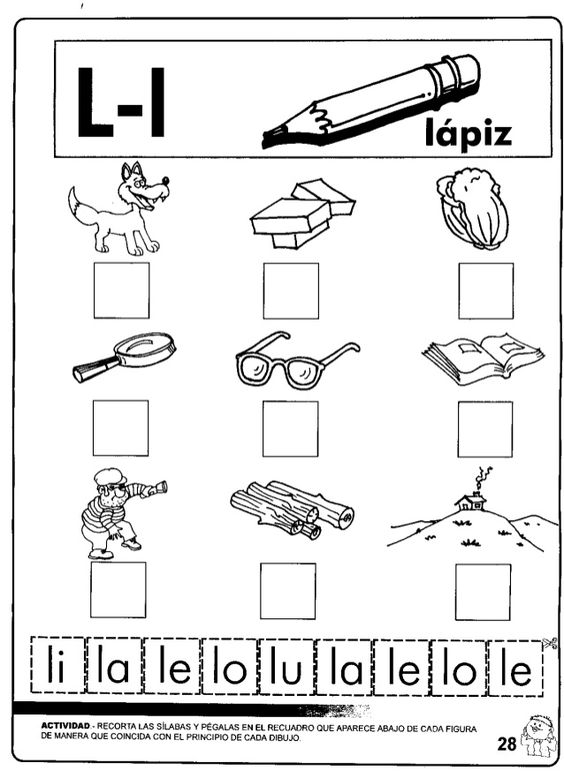 L-l
lápiz
li la le lo lu la le lo le
ACTIVIDAD.- RECORTA LAS SÍLABAS Y PÉGALAS EN EL RECUADRO QUE APARECE ABAJO DE CADA FIGURA
DE MANERA QUE COINCIDA CON EL PRINCIPIO DE CADA DIBUJO.
28